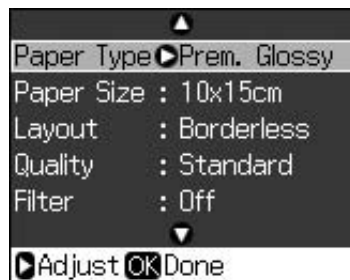 Paper Type Prem. Glossy
Paper Size : 10x15cm
Layout : Borderless
Quality : Standard
Filter : Off
Adjust OK Done